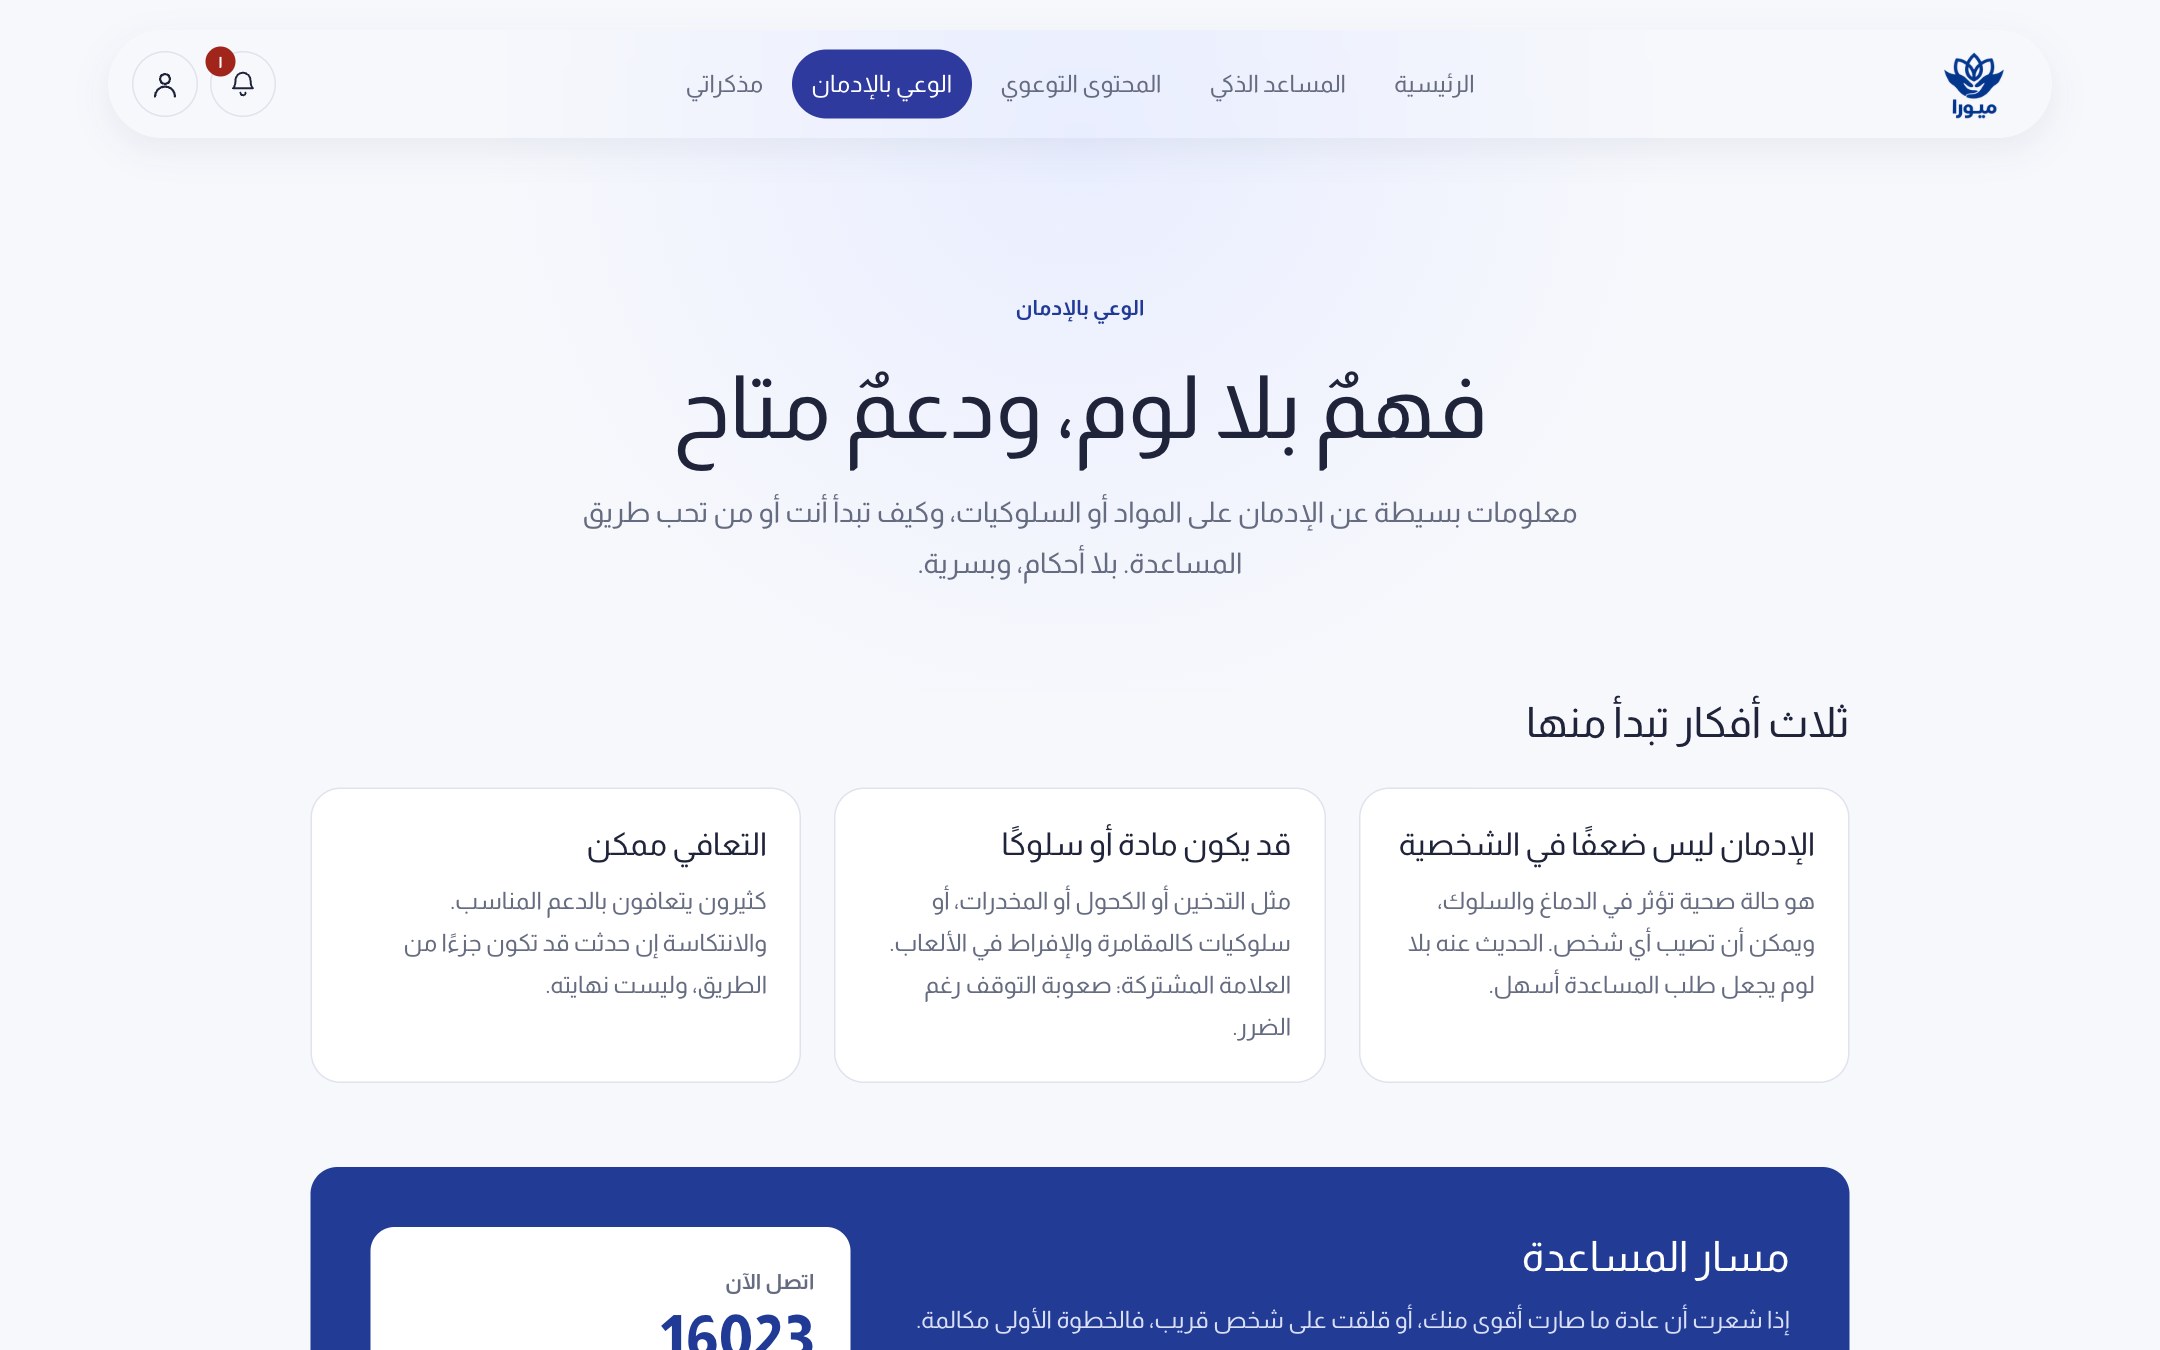 ميورا
الرئيسية
المساعد الذكي
المحتوى التوعوي
الوعي بالإدمان
مذكراتي
١
الوعي بالإدمان
فهمٌ بلا لوم، ودعمٌ متاح
معلومات بسيطة عن الإدمان على المواد أو السلوكيات، وكيف تبدأ أنت أو من تحب طريق
المساعدة. بلا أحكام، وبسرية.
ثلاث أفكار تبدأ منها
الإدمان ليس ضعفًا في الشخصية
هو حالة صحية تؤثر في الدماغ والسلوك،
ويمكن أن تصيب أي شخص. الحديث عنه بلا
لوم يجعل طلب المساعدة أسهل.
قد يكون مادة أو سلوكًا
مثل التدخين أو الكحول أو المخدرات، أو
سلوكيات كالمقامرة والإفراط في الألعاب.
العلامة المشتركة: صعوبة التوقف رغم
الضرر.
التعافي ممكن
كثيرون يتعافون بالدعم المناسب.
والانتكاسة إن حدثت قد تكون جزءًا من
الطريق، وليست نهايته.
مسار المساعدة
إذا شعرت أن عادة ما صارت أقوى منك، أو قلقت على شخص قريب، فالخطوة الأولى مكالمة.
اتصل الآن
16023